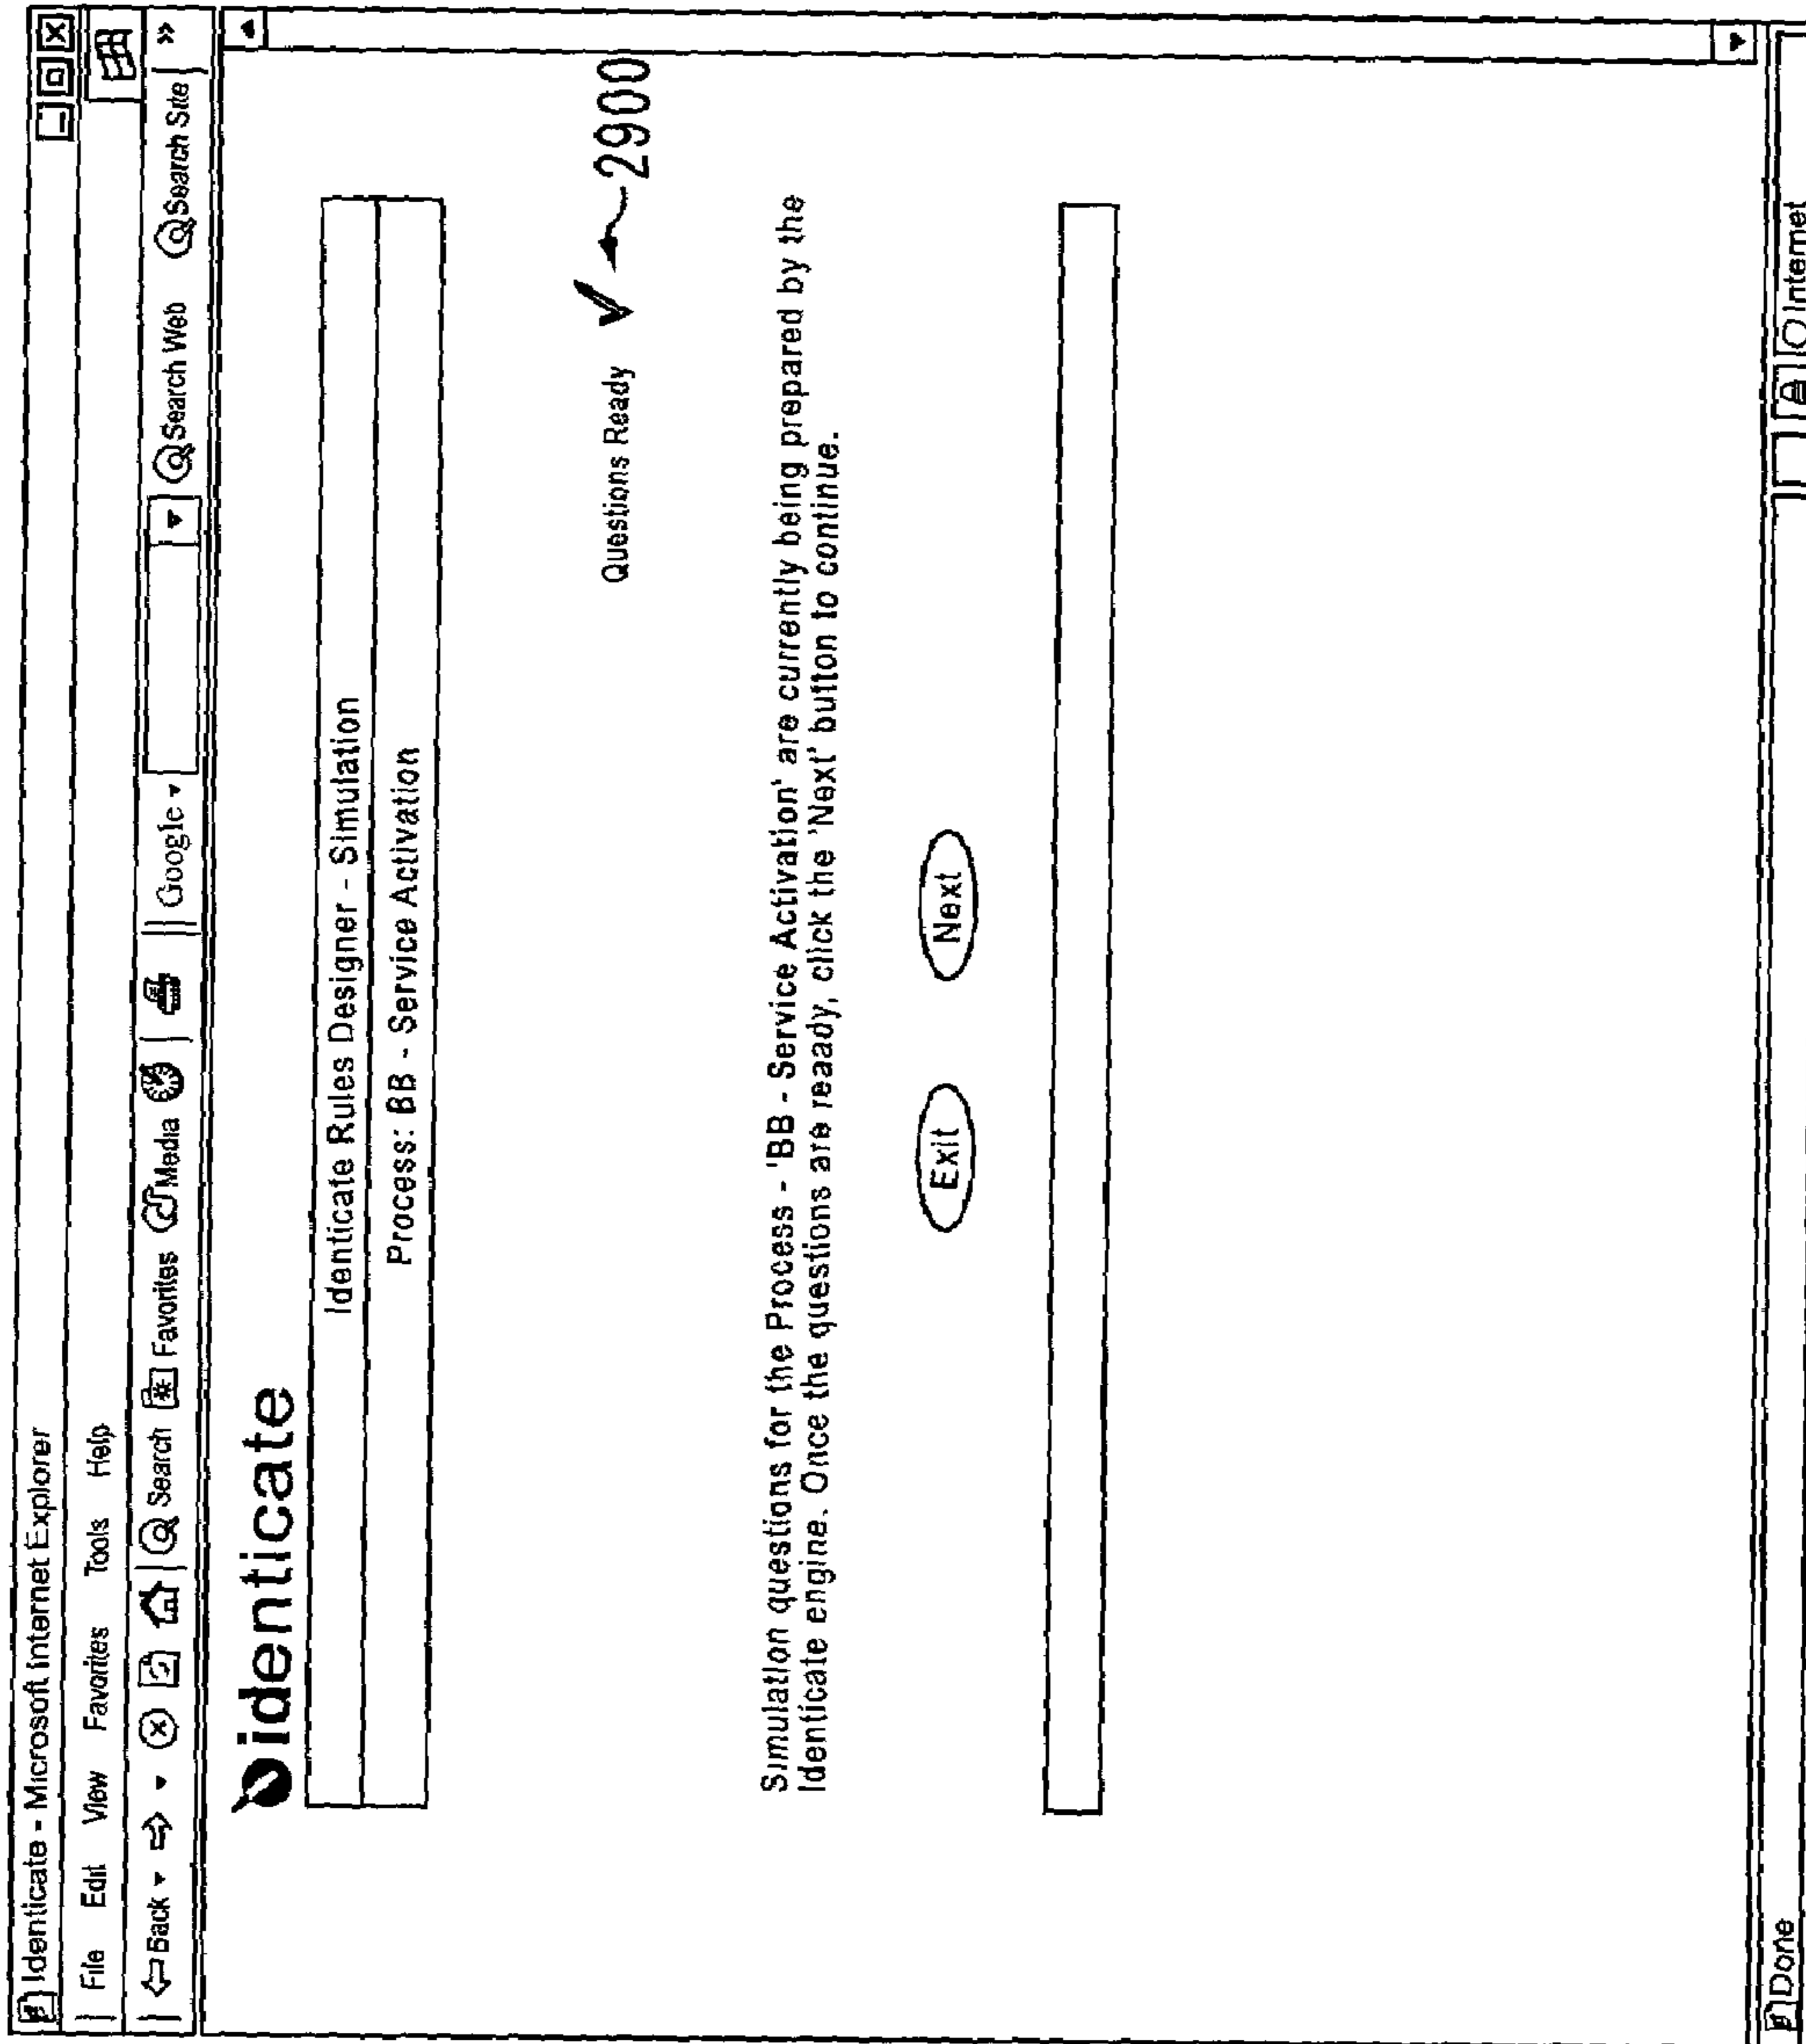 Identicate - Microsoft Internet Explorer
File Edit View Favorites Tools Help
Back Search Favorites Media Google Search Web Search Site »
identicate
Identicate Rules Designer - Simulation
Process: BB - Service Activation
Questions Ready 2900
Simulation questions for the Process - 'BB - Service Activation' are currently being prepared by the
Identicate engine. Once the questions are ready, click the 'Next' button to continue.
Exit Next
Done Internet